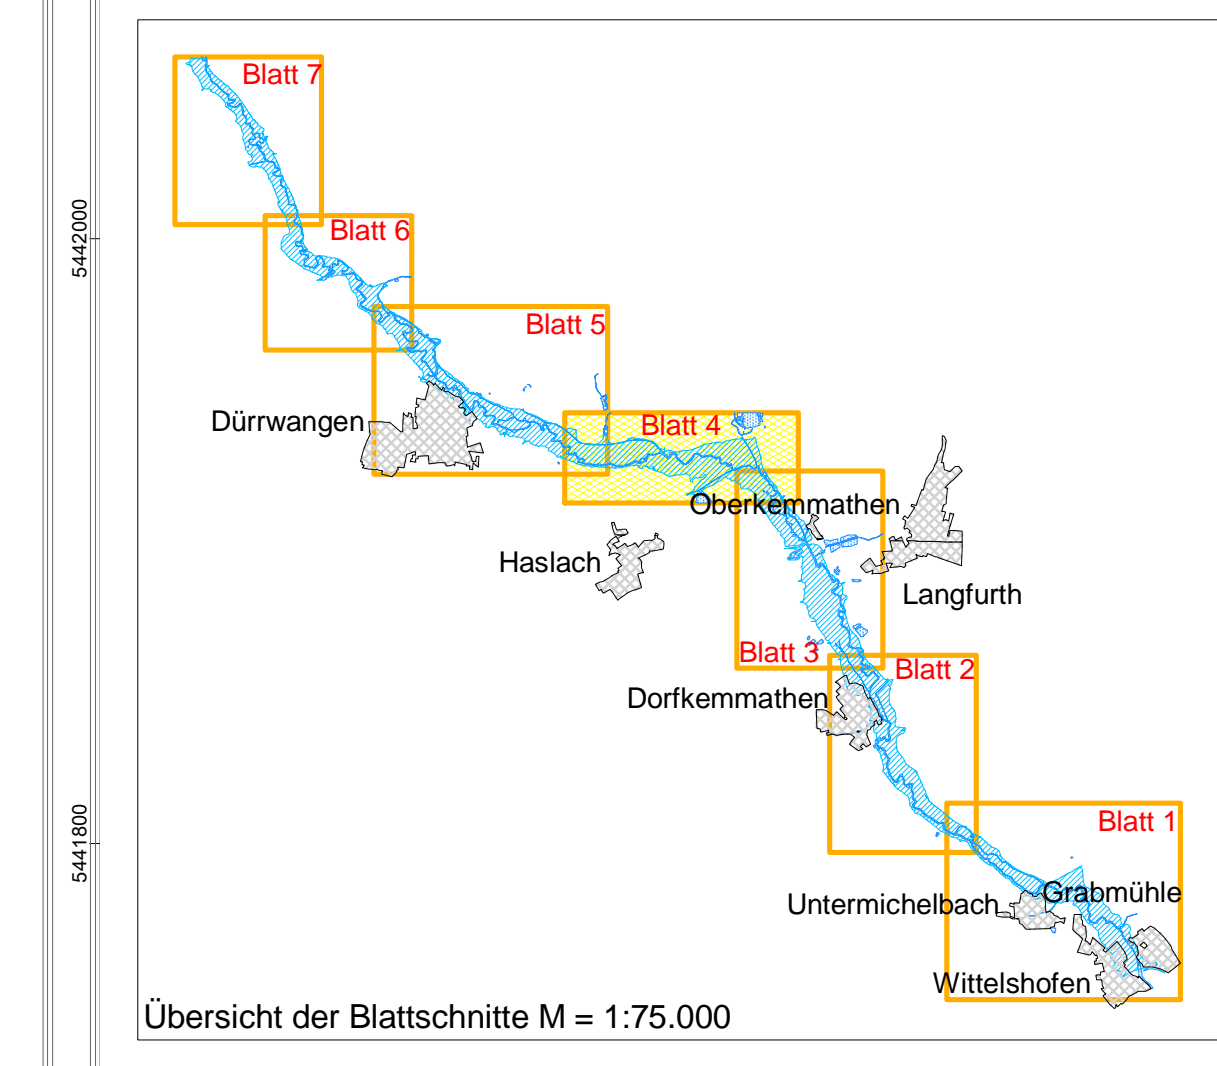 Blatt 7
5442000
Blatt 6
Blatt 5
Dürrwangen
Blatt 4
Oberkemmathen
Haslach
Langfurth
Blatt 3
Blatt 2
Dorfkemmathen
5441800
Blatt 1
Grabmühle
Untermichelbach
Wittelshofen
Übersicht der Blattschnitte M = 1:75.000